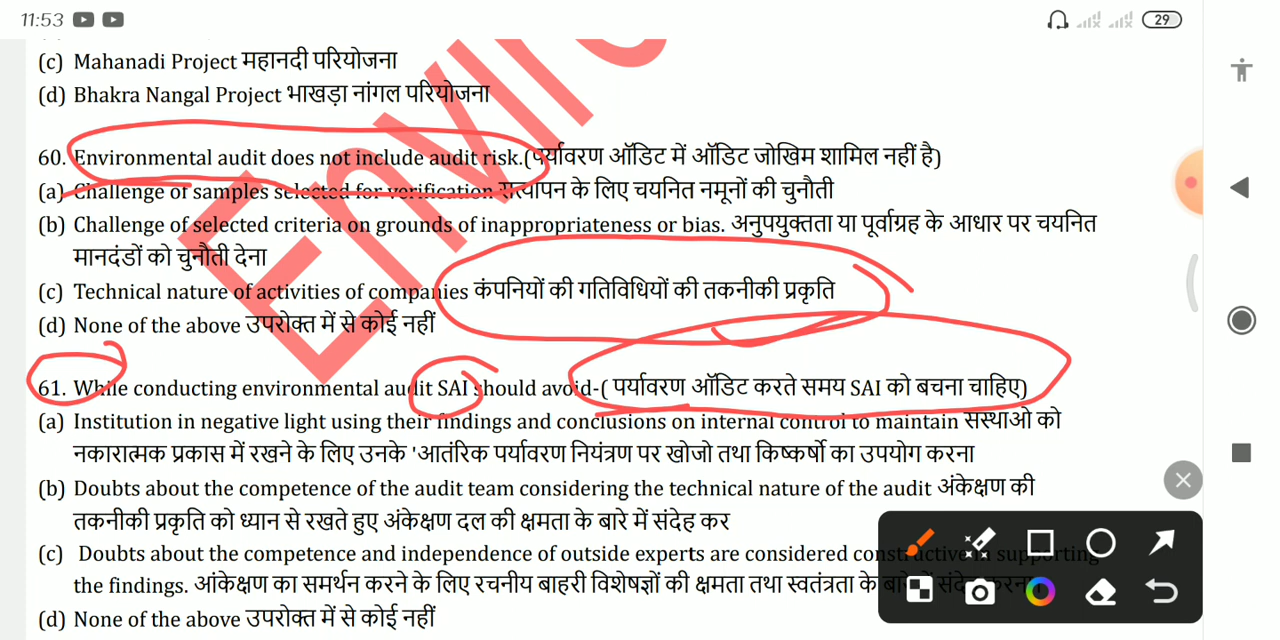 11:53
29
(c) Mahanadi Project महानदी परियोजना
(d) Bhakra Nangal Project भाखड़ा नांगल परियोजना
60. Environmental audit does not include audit risk.(पर्यावरण ऑडिट में ऑडिट जोखिम शामिल नहीं है)
(a) Challenge of samples selected for verification सत्यापन के लिए चयनित नमूनों की चुनौती
(b) Challenge of selected criteria on grounds of inappropriateness or bias. अनुपयुक्तता या पूर्वाग्रह के आधार पर चयनित
मानदंडों को चुनौती देना
(c) Technical nature of activities of companies कंपनियों की गतिविधियों की तकनीकी प्रकृति
(d) None of the above उपरोक्त में से कोई नहीं
61. While conducting environmental audit SAI should avoid-( पर्यावरण ऑडिट करते समय SAI को बचना चाहिए)
(a) Institution in negative light using their findings and conclusions on internal control to maintain संस्थाओ को
नकारात्मक प्रकास में रखने के लिए उनके 'आतंरिक पर्यावरण नियंत्रण पर खोजो तथा किष्कर्षो का उपयोग करना
(b) Doubts about the competence of the audit team considering the technical nature of the audit अंकेक्षण की
तकनीकी प्रकृति को ध्यान से रखते हुए अंकेक्षण दल की क्षमता के बारे में संदेह कर
(c) Doubts about the competence and independence of outside experts are considered constructive in supporting
the findings. आंकेक्षण का समर्थन करने के लिए रचनीय बाहरी विशेषज्ञों की क्षमता तथा स्वतंत्रता के बारे में संदेह करना
(d) None of the above उपरोक्त में से कोई नहीं